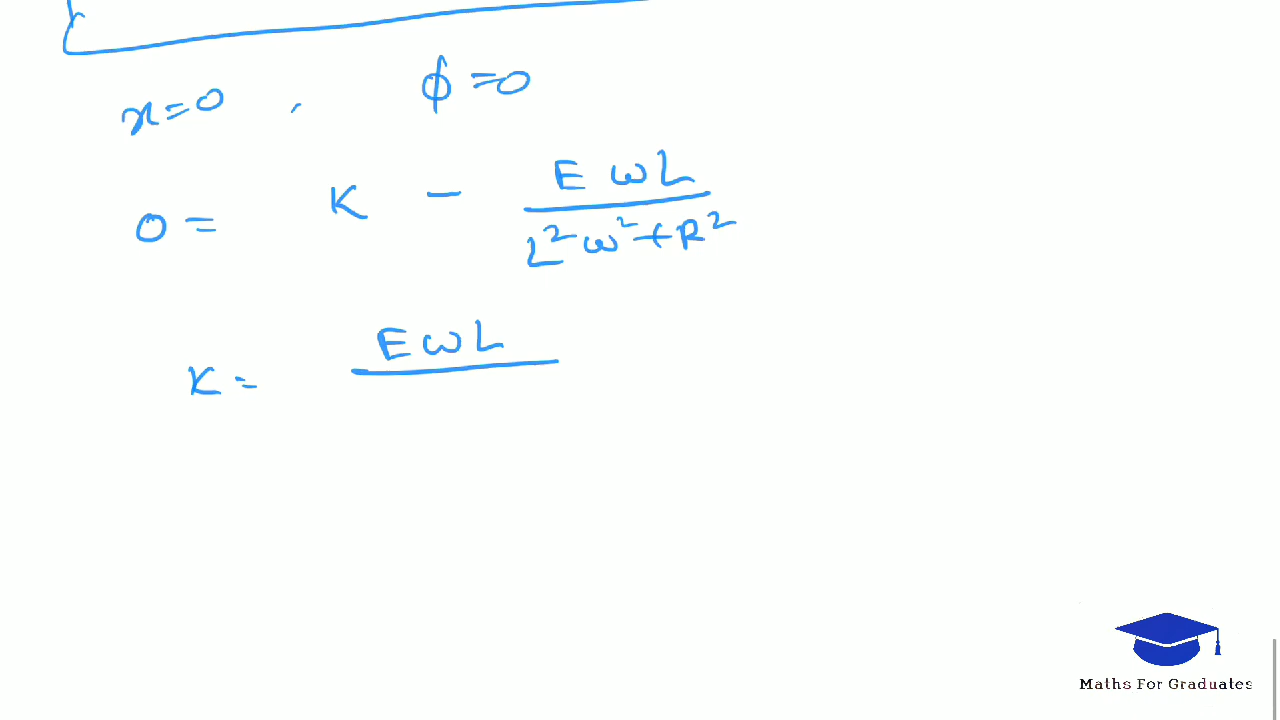 x=0 , ϕ=0
0 = K - EωL / L²ω²+R²
K = EωL
Maths For Graduates